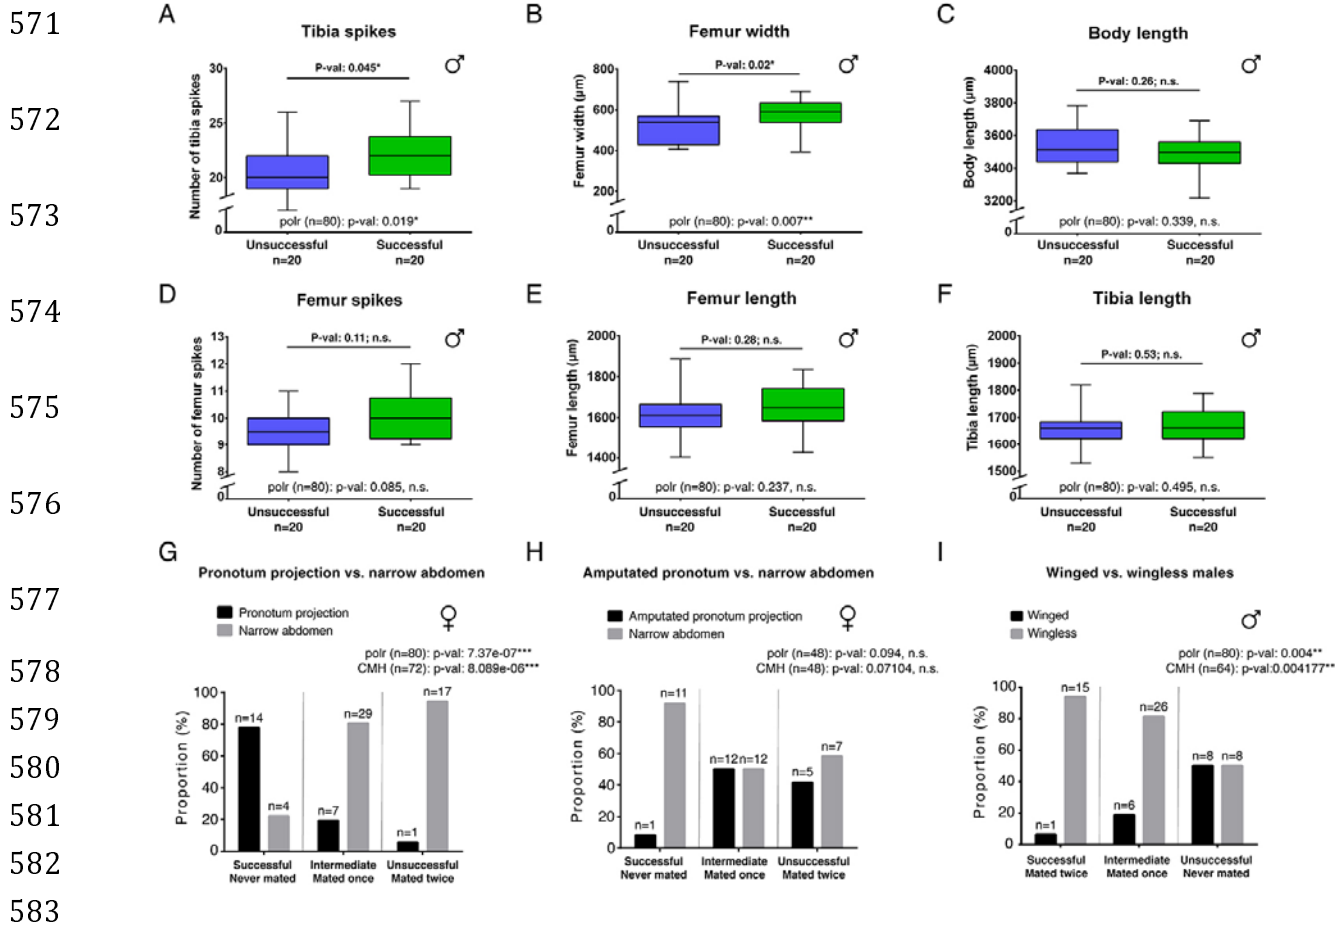 571
572
573
574
575
576
577
578
579
580
581
582
583
A
Tibia spikes
P-val: 0.045*
Number of tibia spikes
30
25
20
0
polr (n=80): p-val: 0.019*
Unsuccessful
n=20
Successful
n=20
B
Femur width
P-val: 0.02*
Femur width (µm)
800
600
400
200
0
polr (n=80): p-val: 0.007**
Unsuccessful
n=20
Successful
n=20
C
Body length
P-val: 0.26; n.s.
Body length (µm)
4000
3800
3600
3400
3200
0
polr (n=80): p-val: 0.339, n.s.
Unsuccessful
n=20
Successful
n=20
D
Femur spikes
P-val: 0.11; n.s.
Number of femur spikes
13
12
11
10
9
8
0
polr (n=80): p-val: 0.085, n.s.
Unsuccessful
n=20
Successful
n=20
E
Femur length
P-val: 0.28; n.s.
Femur length (µm)
2000
1800
1600
1400
0
polr (n=80): p-val: 0.237, n.s.
Unsuccessful
n=20
Successful
n=20
F
Tibia length
P-val: 0.53; n.s.
Tibia length (µm)
2000
1900
1800
1700
1600
1500
0
polr (n=80): p-val: 0.495, n.s.
Unsuccessful
n=20
Successful
n=20
G
Pronotum projection vs. narrow abdomen
Pronotum projection
Narrow abdomen
polr (n=80): p-val: 7.37e-07***
CMH (n=72): p-val: 8.089e-06***
Proportion (%)
100
80
60
40
20
0
n=14
n=4
n=7
n=29
n=1
n=17
Successful
Never mated
Intermediate
Mated once
Unsuccessful
Mated twice
H
Amputated pronotum vs. narrow abdomen
Amputated pronotum projection
Narrow abdomen
polr (n=48): p-val: 0.094, n.s.
CMH (n=48): p-val: 0.07104, n.s.
Proportion (%)
100
80
60
40
20
0
n=1
n=11
n=12
n=12
n=5
n=7
Successful
Never mated
Intermediate
Mated once
Unsuccessful
Mated twice
I
Winged vs. wingless males
Winged
Wingless
polr (n=80): p-val: 0.004**
CMH (n=64): p-val:0.004177**
Proportion (%)
100
80
60
40
20
0
n=1
n=15
n=6
n=26
n=8
n=8
Successful
Mated twice
Intermediate
Mated once
Unsuccessful
Never mated